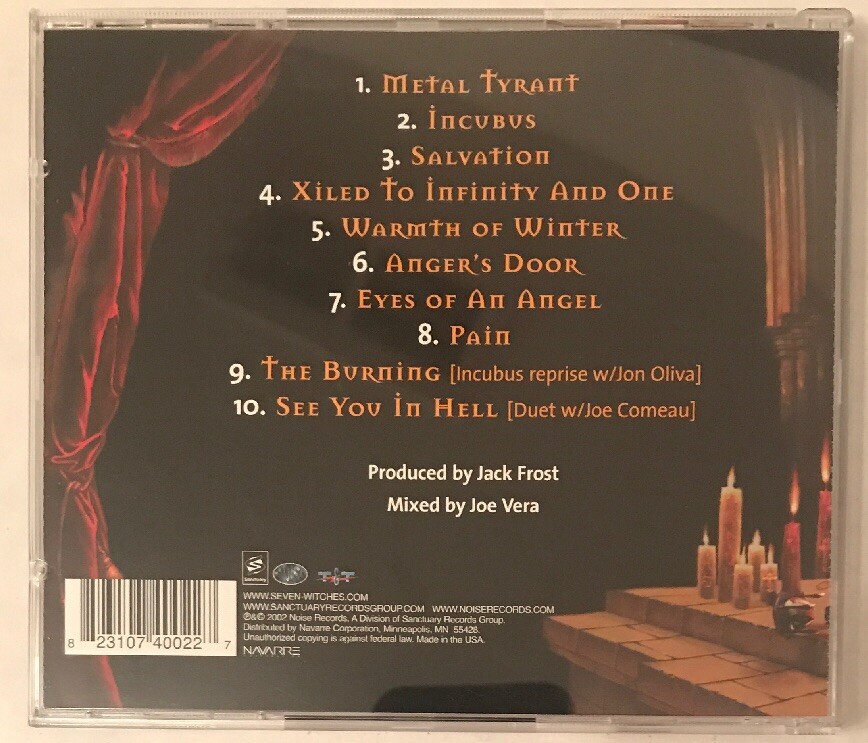 1. Metal Tyrant
2. Incubus
3. Salvation
4. Xiled To Infinity And One
5. Warmth of Winter
6. Anger's Door
7. Eyes of An Angel
8. Pain
9. The Burning [Incubus reprise w/Jon Oliva]
10. See You In Hell [Duet w/Joe Comeau]
Produced by Jack Frost
Mixed by Joe Vera
Sanctuary
WWW.SEVEN-WITCHES.COM
WWW.SANCTUARYRECORDSGROUP.COM WWW.NOISERECORDS.COM
℗&© 2002 Noise Records, A Division of Sanctuary Records Group.
Distributed by Navarre Corporation, Minneapolis, MN 55428.
Unauthorized copying is against federal law. Made in the USA.
NAVARRE
8 23107 40022 7